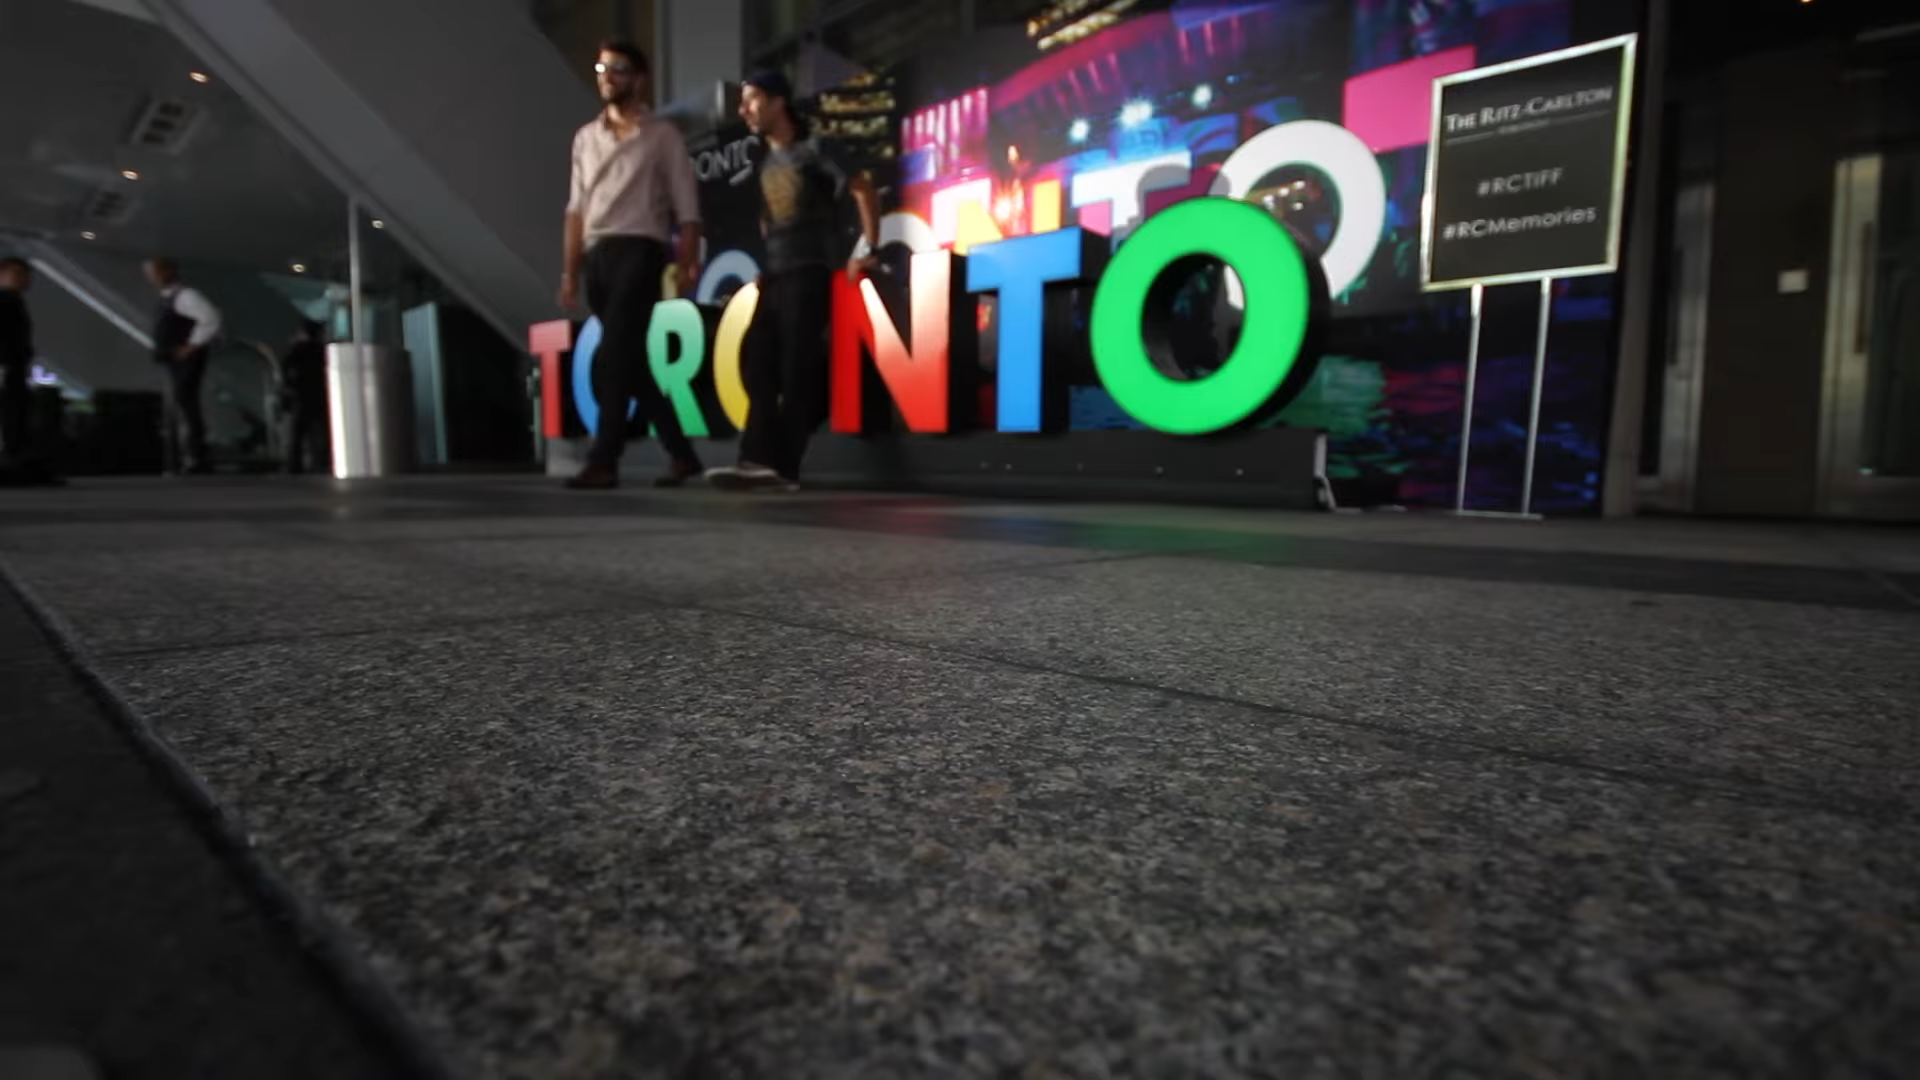 TORONTO
THE RITZ-CARLTON
#RCTIFF
#RCMemories